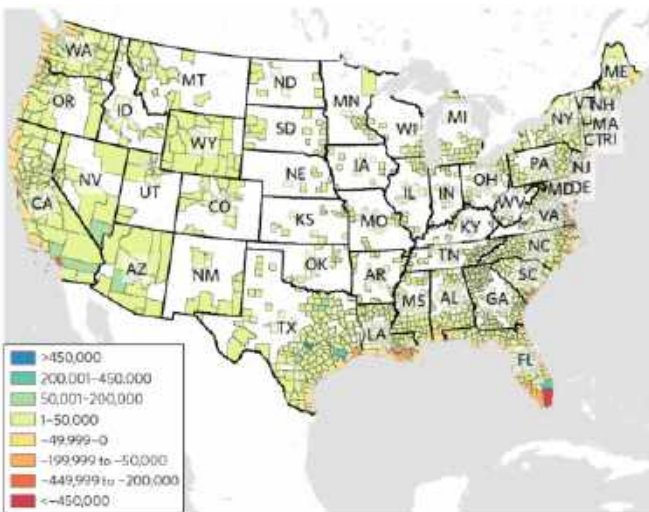 WA
MT
ND
MN
ME
OR
ID
SD
WI
MI
NY
VT
NH
MA
CT
RI
WY
NE
IA
PA
NJ
NV
UT
CO
IL
IN
OH
MD
DE
CA
KS
MO
WV
VA
KY
AZ
NM
OK
AR
TN
NC
SC
TX
MS
AL
GA
LA
FL
>450,000
200,001–450,000
50,001–200,000
1–50,000
−49,999–0
−199,999 to −50,000
−449,999 to −200,000
<−450,000